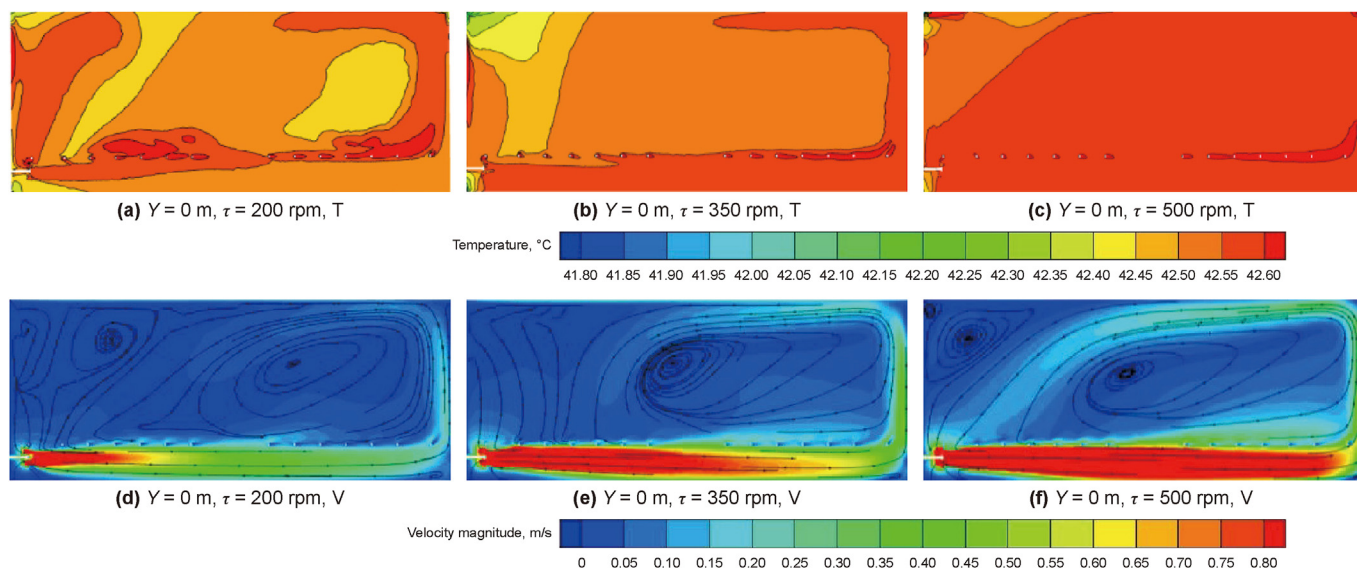 (a) Y = 0 m, τ = 200 rpm, T
(b) Y = 0 m, τ = 350 rpm, T
(c) Y = 0 m, τ = 500 rpm, T
Temperature, °C
41.80 41.85 41.90 41.95 42.00 42.05 42.10 42.15 42.20 42.25 42.30 42.35 42.40 42.45 42.50 42.55 42.60
(d) Y = 0 m, τ = 200 rpm, V
(e) Y = 0 m, τ = 350 rpm, V
(f) Y = 0 m, τ = 500 rpm, V
Velocity magnitude, m/s
0 0.05 0.10 0.15 0.20 0.25 0.30 0.35 0.40 0.45 0.50 0.55 0.60 0.65 0.70 0.75 0.80